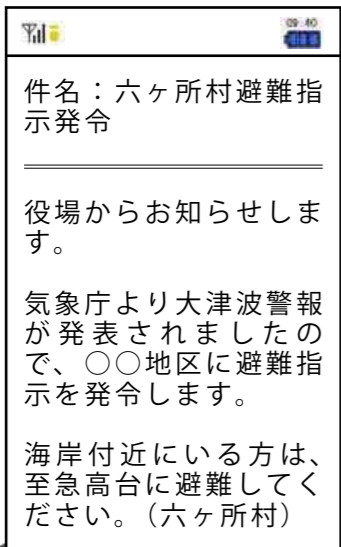 09:40
件名：六ヶ所村避難指
示発令
役場からお知らせしま
す。
気象庁より大津波警報
が発表されましたの
で、○○地区に避難指
示を発令します。
海岸付近にいる方は、
至急高台に避難してく
ださい。（六ヶ所村）